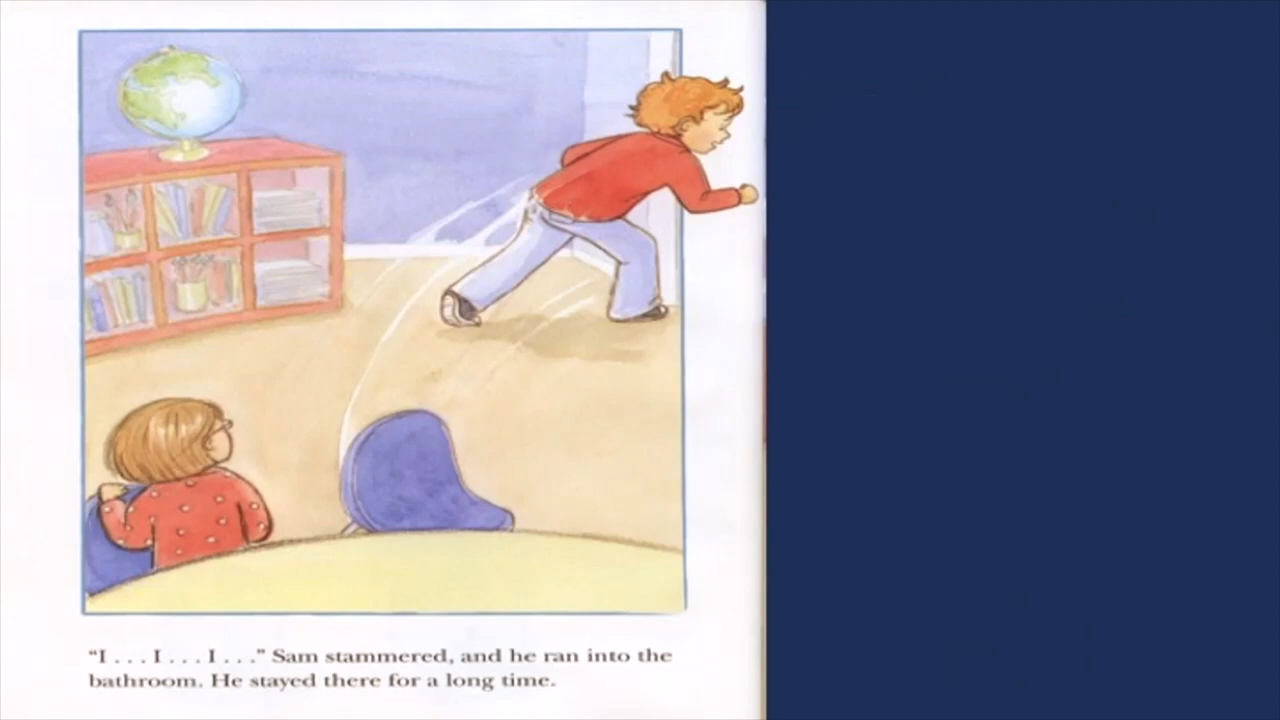 “I . . . I . . . I . . .” Sam stammered, and he ran into the
bathroom. He stayed there for a long time.